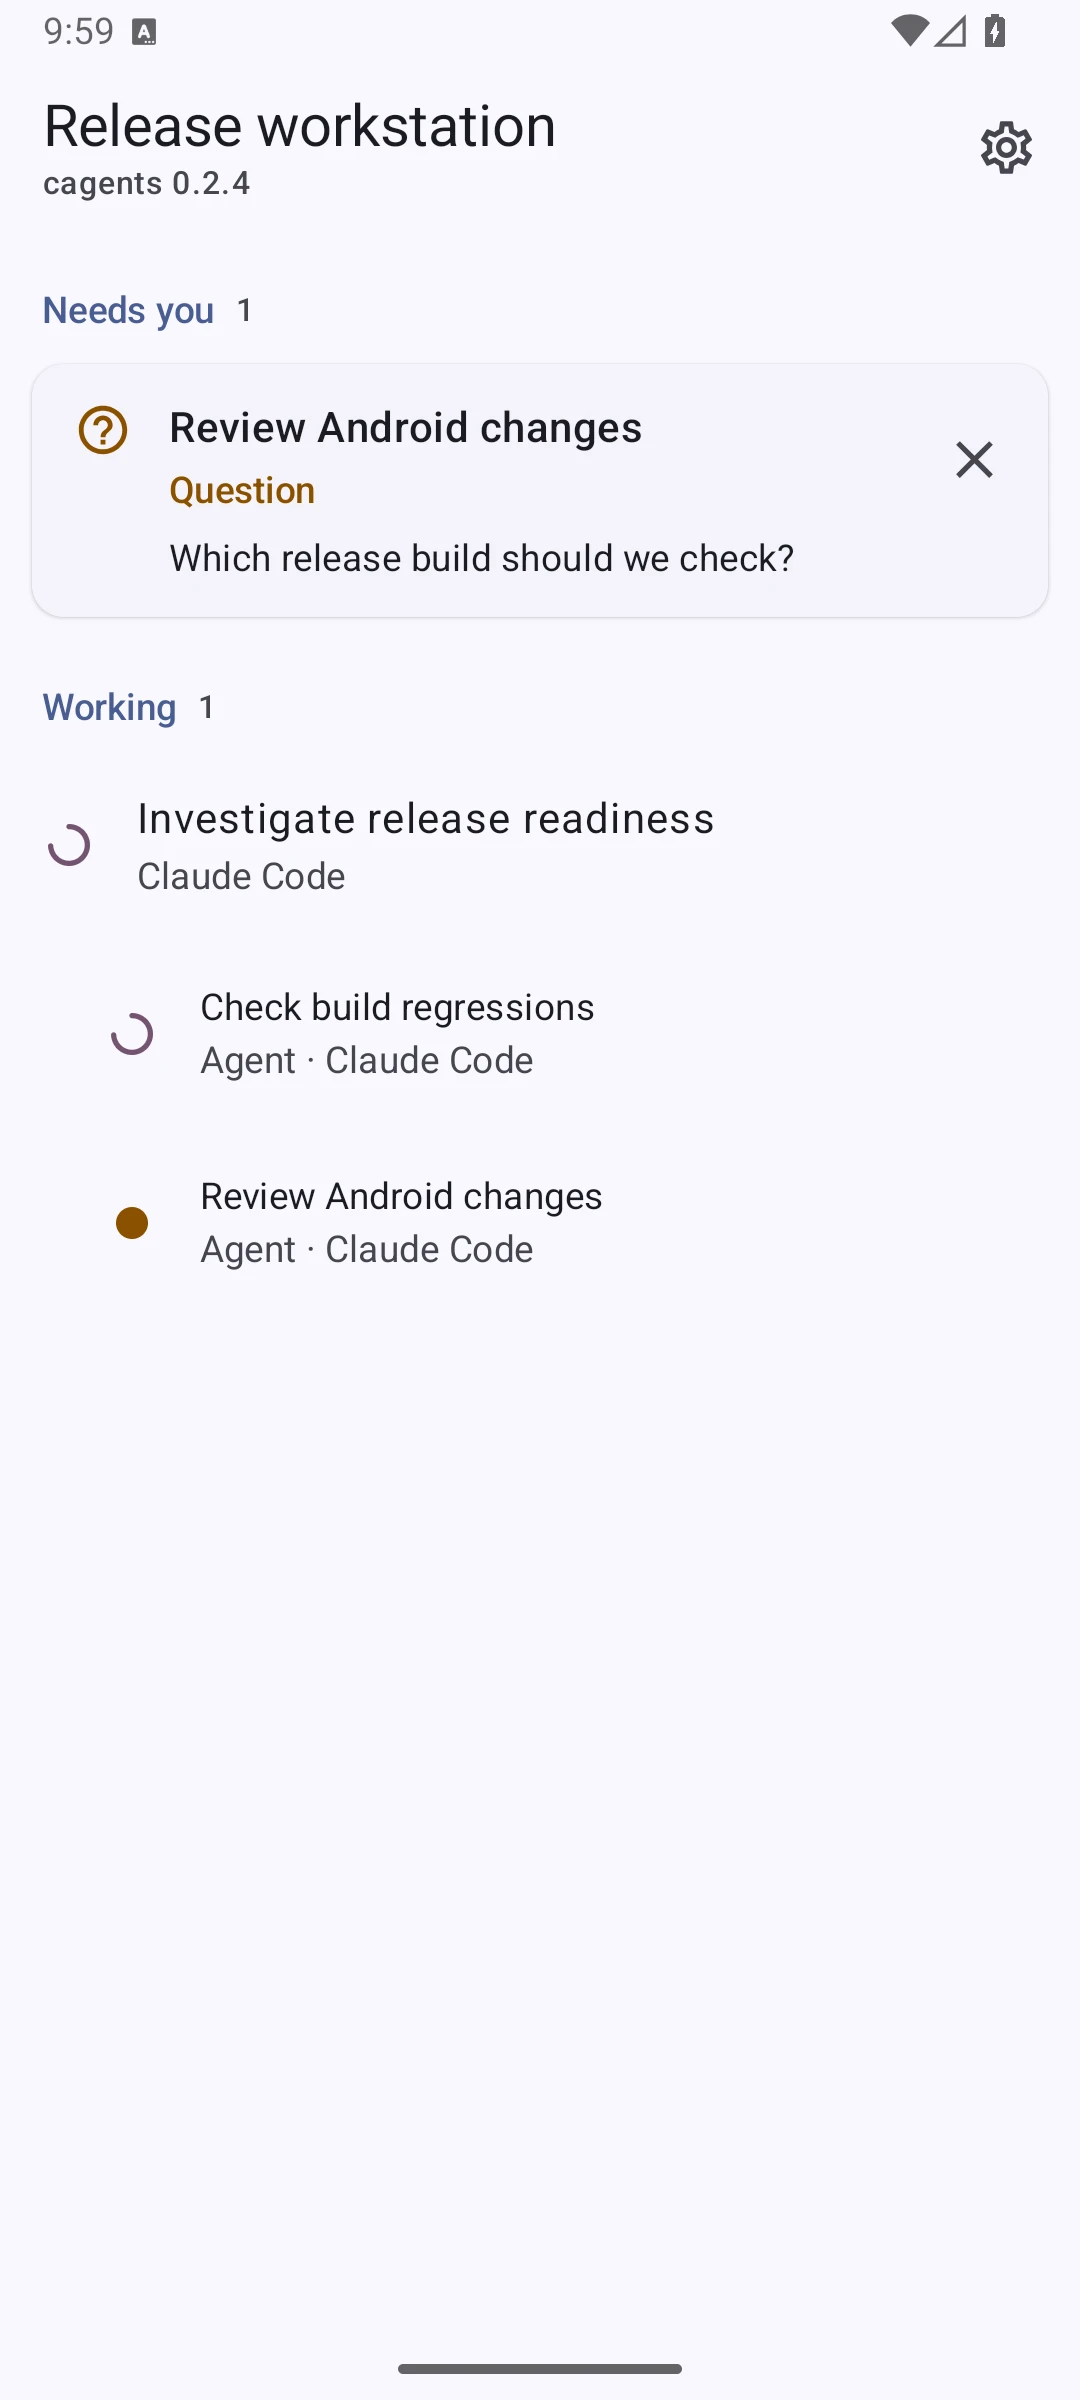 9:59
Release workstation
cagents 0.2.4
Needs you 1
Review Android changes
Question
Which release build should we check?
Working 1
Investigate release readiness
Claude Code
Check build regressions
Agent · Claude Code
Review Android changes
Agent · Claude Code